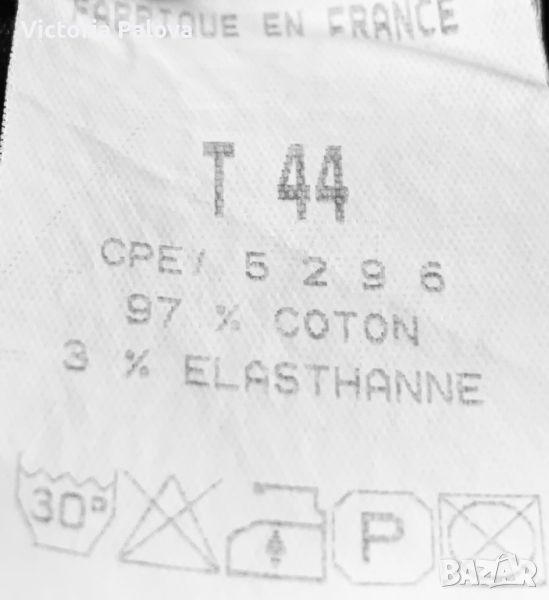 Victoria Palova
FABRIQUE EN FRANCE
T 44
CPE/ 5 2 9 6
97 % COTON
3 % ELASTHANNE
30° P
BAZAR